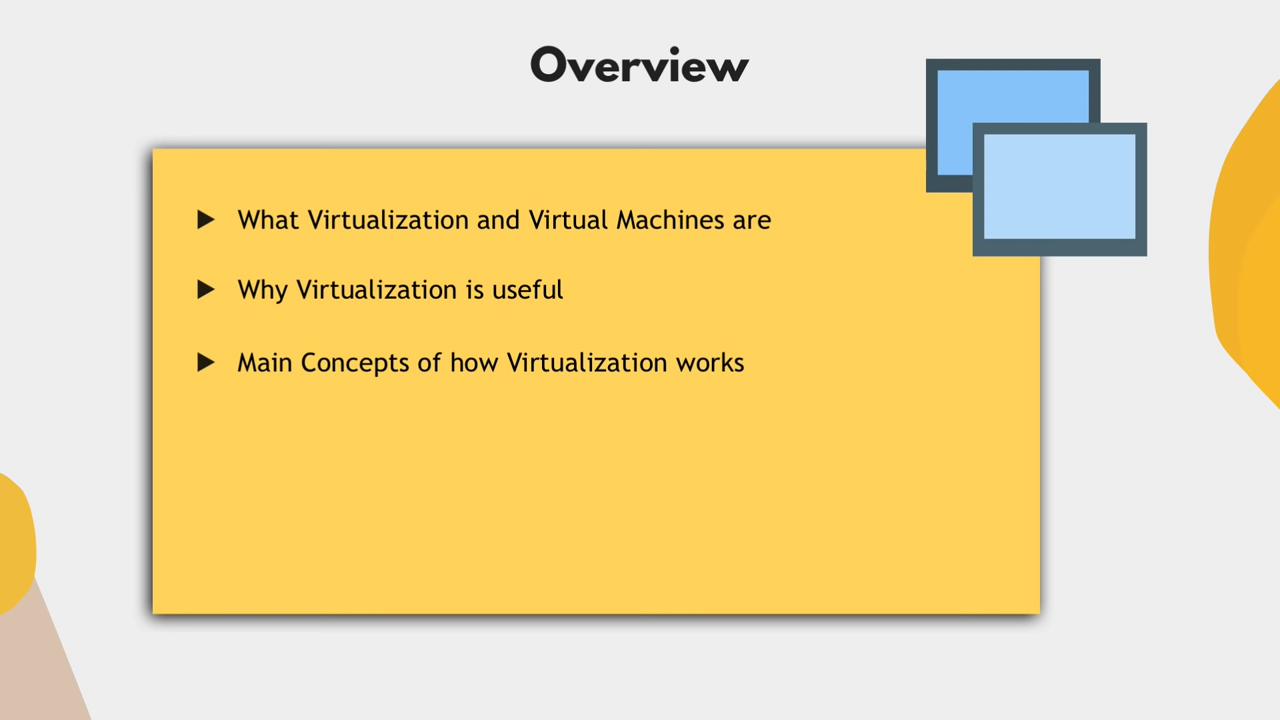 Overview
What Virtualization and Virtual Machines are
Why Virtualization is useful
Main Concepts of how Virtualization works